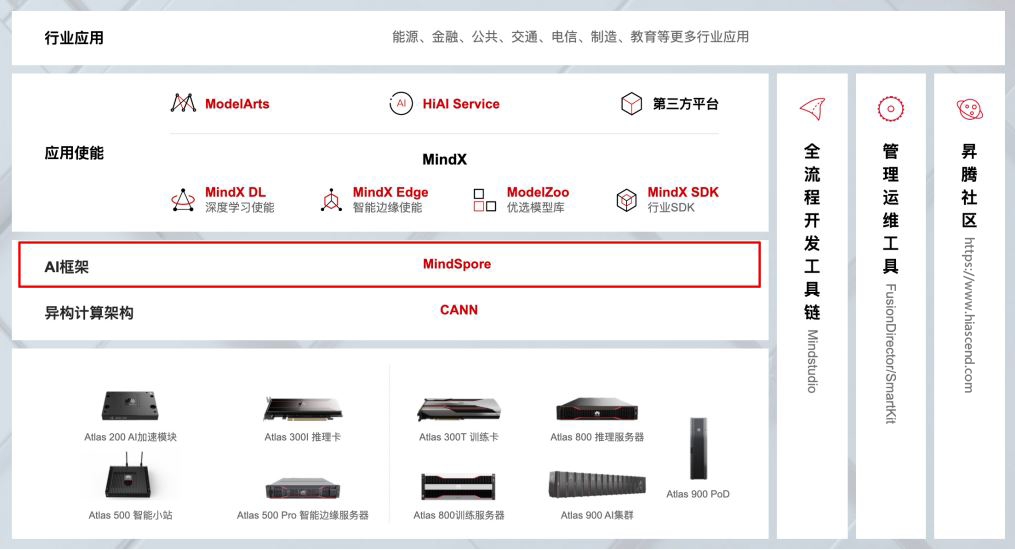 行业应用
能源、金融、公共、交通、电信、制造、教育等更多行业应用
应用使能
ModelArts
HiAI Service
第三方平台
MindX
MindX DL
深度学习使能
MindX Edge
智能边缘使能
ModelZoo
优选模型库
MindX SDK
行业SDK
AI框架
MindSpore
异构计算架构
CANN
Atlas 200 AI加速模块
Atlas 300I 推理卡
Atlas 300T 训练卡
Atlas 800 推理服务器
Atlas 500 智能小站
Atlas 500 Pro 智能边缘服务器
Atlas 800训练服务器
Atlas 900 AI集群
Atlas 900 PoD
全流程开发工具链 Mindstudio
管理运维工具 FusionDirector/SmartKit
昇腾社区 https://www.hiascend.com